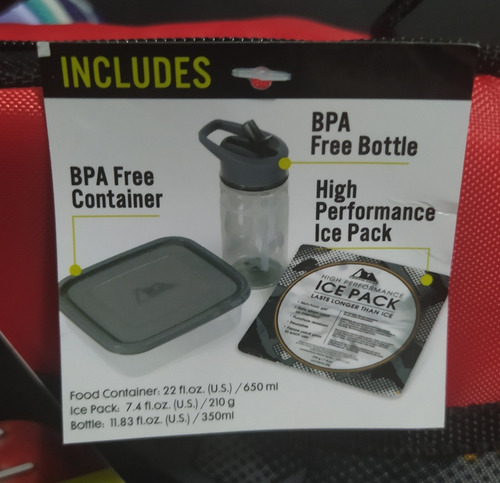 INCLUDES
BPA
Free Bottle
BPA Free
Container
High
Performance
Ice Pack
HIGH PERFORMANCE
ICE PACK
LASTS LONGER THAN ICE
Food Container: 22 fl.oz. (U.S.) / 650 ml
Ice Pack: 7.4 fl.oz. (U.S.) / 210 g
Bottle: 11.83 fl.oz. (U.S.) / 350ml